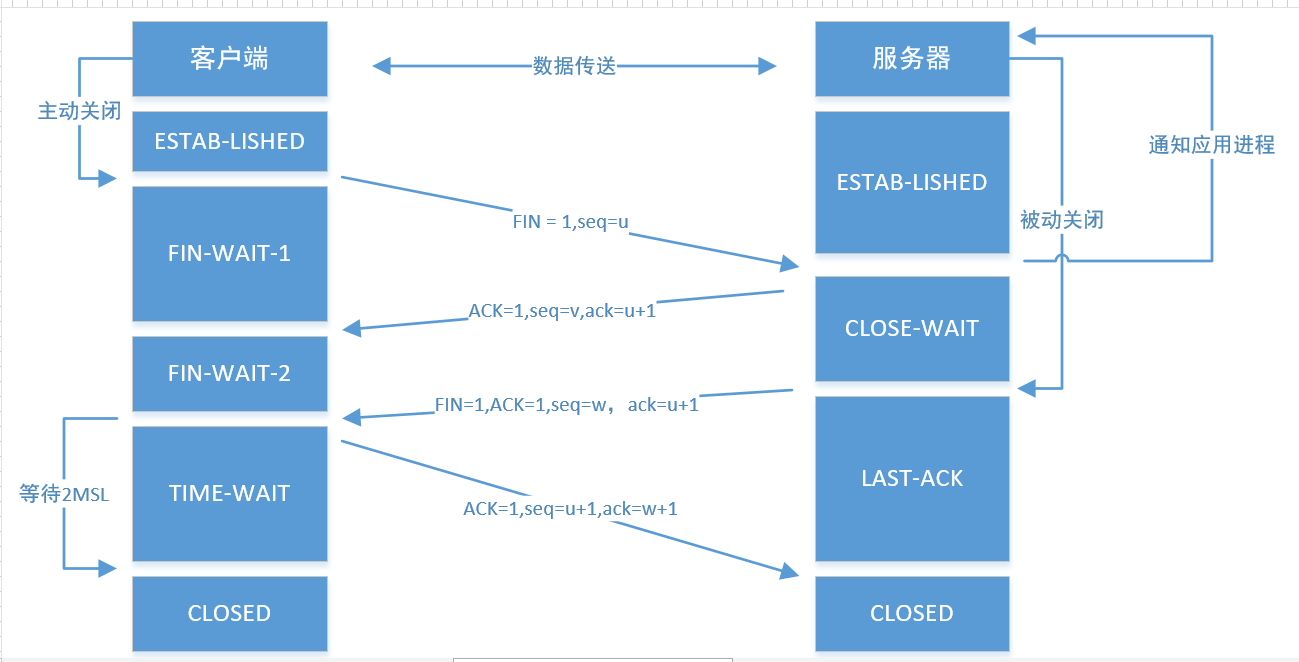 客户端
数据传送
服务器
主动关闭
ESTAB-LISHED
ESTAB-LISHED
通知应用进程
被动关闭
FIN = 1,seq=u
FIN-WAIT-1
ACK=1,seq=v,ack=u+1
CLOSE-WAIT
FIN-WAIT-2
FIN=1,ACK=1,seq=w，ack=u+1
等待2MSL
TIME-WAIT
LAST-ACK
ACK=1,seq=u+1,ack=w+1
CLOSED
CLOSED